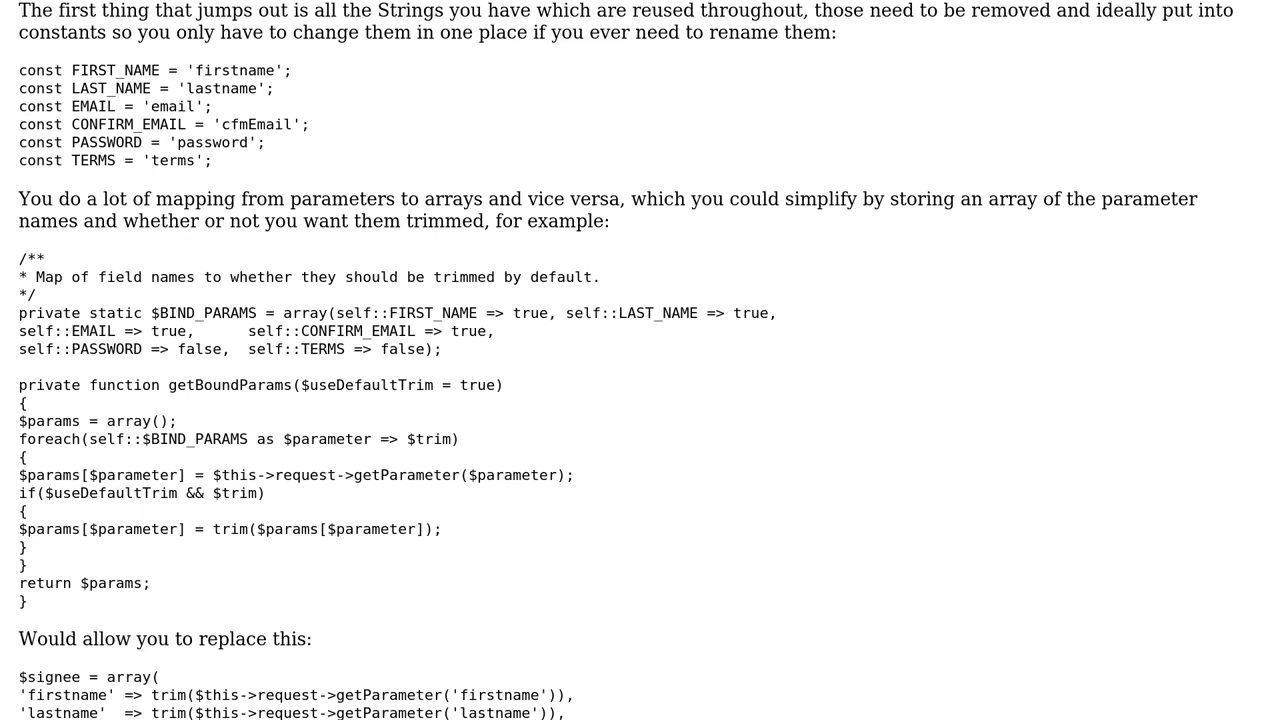 The first thing that jumps out is all the Strings you have which are reused throughout, those need to be removed and ideally put into
constants so you only have to change them in one place if you ever need to rename them:
const FIRST_NAME = 'firstname';
const LAST_NAME = 'lastname';
const EMAIL = 'email';
const CONFIRM_EMAIL = 'cfmEmail';
const PASSWORD = 'password';
const TERMS = 'terms';
You do a lot of mapping from parameters to arrays and vice versa, which you could simplify by storing an array of the parameter
names and whether or not you want them trimmed, for example:
/**
* Map of field names to whether they should be trimmed by default.
*/
private static $BIND_PARAMS = array(self::FIRST_NAME => true, self::LAST_NAME => true,
self::EMAIL => true,      self::CONFIRM_EMAIL => true,
self::PASSWORD => false,  self::TERMS => false);
private function getBoundParams($useDefaultTrim = true)
{
$params = array();
foreach(self::$BIND_PARAMS as $parameter => $trim)
{
$params[$parameter] = $this->request->getParameter($parameter);
if($useDefaultTrim && $trim)
{
$params[$parameter] = trim($params[$parameter]);
}
}
return $params;
}
Would allow you to replace this:
$signee = array(
'firstname' => trim($this->request->getParameter('firstname')),
'lastname'  => trim($this->request->getParameter('lastname')),